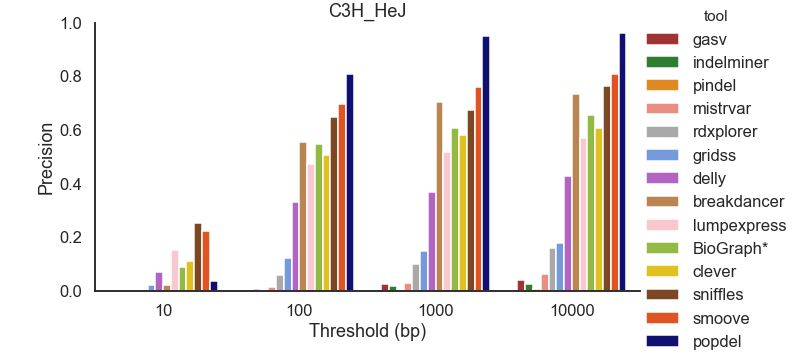 C3H_HeJ
Precision
1.0
0.8
0.6
0.4
0.2
0.0
10
100
1000
10000
Threshold (bp)
tool
gasv
indelminer
pindel
mistrvar
rdxplorer
gridss
delly
breakdancer
lumpexpress
BioGraph*
clever
sniffles
smoove
popdel